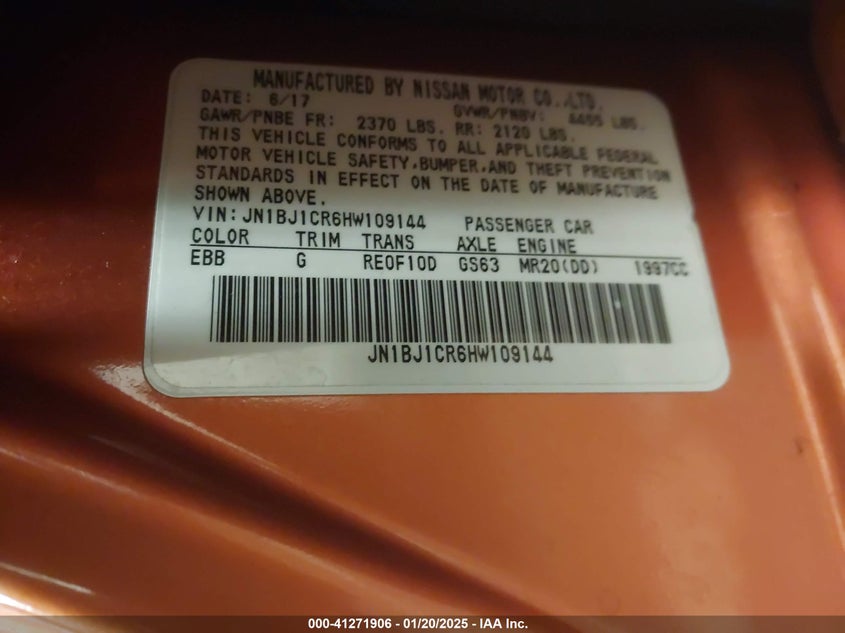 MANUFACTURED BY NISSAN MOTOR CO.,LTD.
DATE: 6/17 GVWR/PNBV: 4455 LBS.
GAWR/PNBE FR: 2370 LBS. RR: 2120 LBS.
THIS VEHICLE CONFORMS TO ALL APPLICABLE FEDERAL
MOTOR VEHICLE SAFETY,BUMPER,AND THEFT PREVENTION
STANDARDS IN EFFECT ON THE DATE OF MANUFACTURE
SHOWN ABOVE.
VIN:JN1BJ1CR6HW109144 PASSENGER CAR
COLOR TRIM TRANS AXLE ENGINE
EBB G RE0F10D GS63 MR20(DD) 1997CC
JN1BJ1CR6HW109144
000-41271906 — 01/20/2025 — IAA Inc.